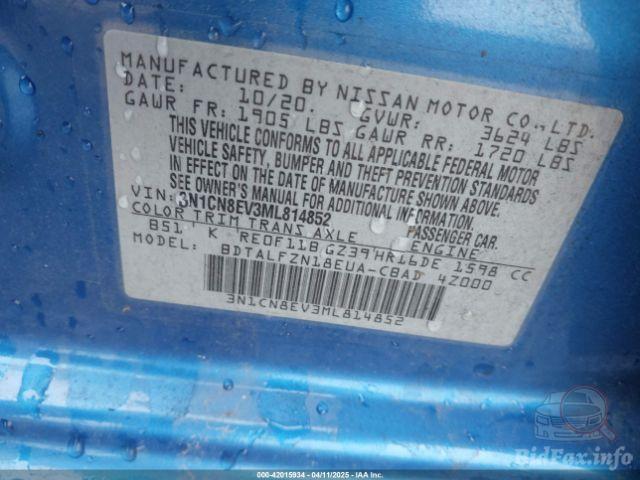 MANUFACTURED BY NISSAN MOTOR CO., LTD.
DATE: 10/20. GVWR: 3624 LBS
GAWR FR: 1905 LBS GAWR RR: 1720 LBS
THIS VEHICLE CONFORMS TO ALL APPLICABLE FEDERAL MOTOR
VEHICLE SAFETY, BUMPER AND THEFT PREVENTION STANDARDS
IN EFFECT ON THE DATE OF MANUFACTURE SHOWN ABOVE.
SEE OWNER'S MANUAL FOR ADDITIONAL INFORMATION
VIN: 3N1CN8EV3ML814852 PASSENGER CAR.
COLOR TRIM TRANS AXLE ENGINE
B51 K RE0F11B GZ39 HR16DE 1598 CC
MODEL: BDTALFZN18EUA-CBAD 4Z000
3N1CN8EV3ML814852
BidFax.info
000-42015934 - 04/11/2025 - IAA Inc.